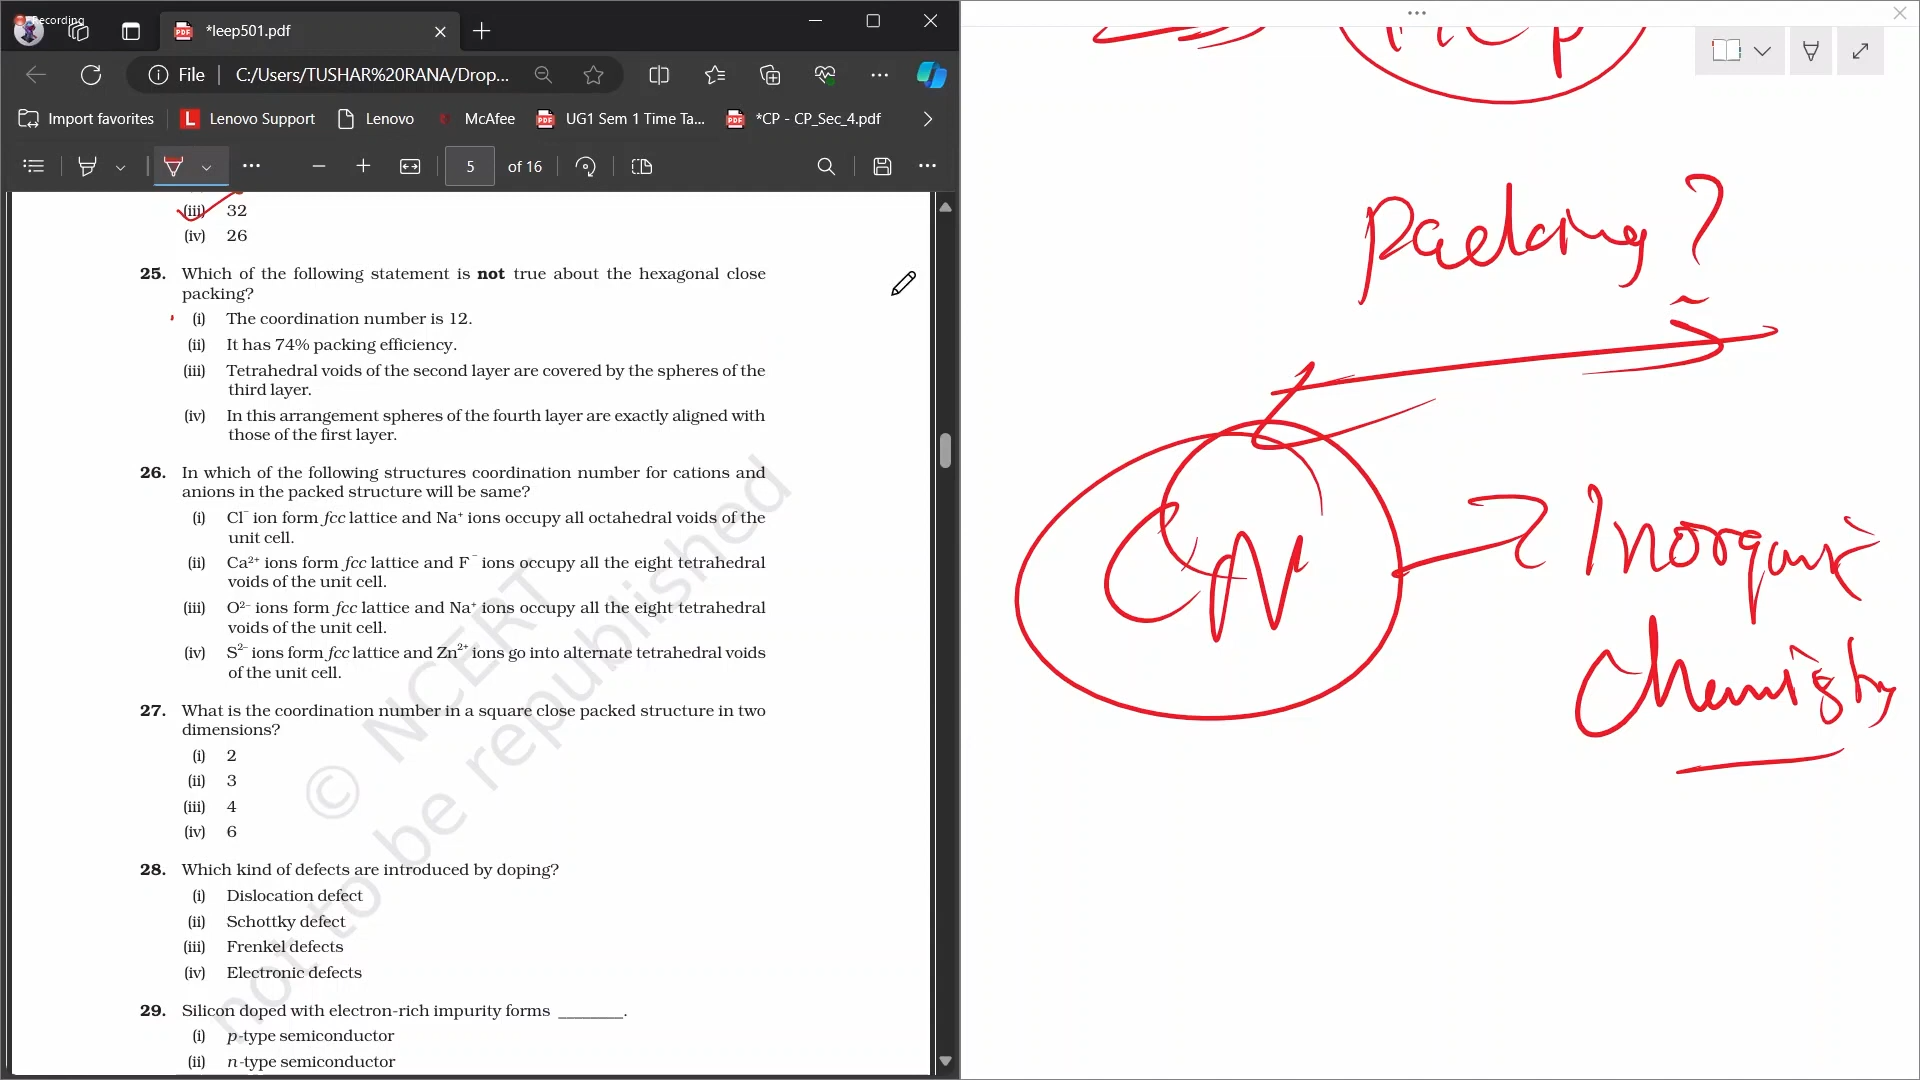 Recording
*leep501.pdf
File
C:/Users/TUSHAR%20RANA/Drop...
Import favorites
L Lenovo Support
Lenovo
McAfee
PDF UG1 Sem 1 Time Ta...
PDF *CP - CP_Sec_4.pdf
5 of 16
(iii) 32
(iv) 26
25. Which of the following statement is not true about the hexagonal close
packing?
(i) The coordination number is 12.
(ii) It has 74% packing efficiency.
(iii) Tetrahedral voids of the second layer are covered by the spheres of the
third layer.
(iv) In this arrangement spheres of the fourth layer are exactly aligned with
those of the first layer.
26. In which of the following structures coordination number for cations and
anions in the packed structure will be same?
(i) Cl⁻ ion form fcc lattice and Na⁺ ions occupy all octahedral voids of the
unit cell.
(ii) Ca²⁺ ions form fcc lattice and F⁻ ions occupy all the eight tetrahedral
voids of the unit cell.
(iii) O²⁻ ions form fcc lattice and Na⁺ ions occupy all the eight tetrahedral
voids of the unit cell.
(iv) S²⁻ ions form fcc lattice and Zn²⁺ ions go into alternate tetrahedral voids
of the unit cell.
27. What is the coordination number in a square close packed structure in two
dimensions?
(i) 2
(ii) 3
(iii) 4
(iv) 6
28. Which kind of defects are introduced by doping?
(i) Dislocation defect
(ii) Schottky defect
(iii) Frenkel defects
(iv) Electronic defects
29. Silicon doped with electron-rich impurity forms ________.
(i) p-type semiconductor
(ii) n-type semiconductor
© NCERT
not to be republished
Packing ?
CN
Inorganic
Chemistry